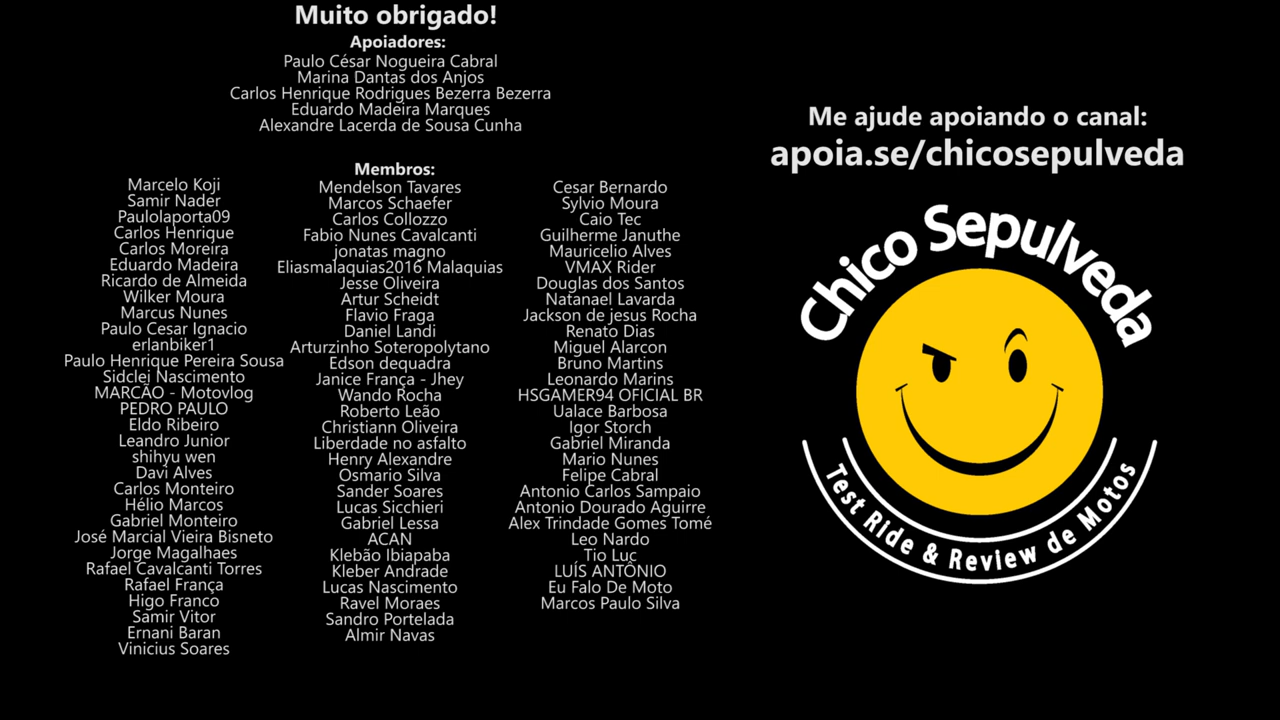 Muito obrigado!
Apoiadores:
Paulo César Nogueira Cabral
Marina Dantas dos Anjos
Carlos Henrique Rodrigues Bezerra Bezerra
Eduardo Madeira Marques
Alexandre Lacerda de Sousa Cunha
Membros:
Marcelo Koji
Samir Nader
Paulolaporta09
Carlos Henrique
Carlos Moreira
Eduardo Madeira
Ricardo de Almeida
Wilker Moura
Marcus Nunes
Paulo Cesar Ignacio
erlanbiker1
Paulo Henrique Pereira Sousa
Sidclei Nascimento
MARCÃO - Motovlog
PEDRO PAULO
Eldo Ribeiro
Leandro Junior
shihyu wen
Davi Alves
Carlos Monteiro
Hélio Marcos
Gabriel Monteiro
José Marcial Vieira Bisneto
Jorge Magalhaes
Rafael Cavalcanti Torres
Rafael França
Higo Franco
Samir Vitor
Ernani Baran
Vinicius Soares
Mendelson Tavares
Marcos Schaefer
Carlos Collozzo
Fabio Nunes Cavalcanti
jonatas magno
Eliasmalaquias2016 Malaquias
Jesse Oliveira
Artur Scheidt
Flavio Fraga
Daniel Landi
Arturzinho Soteropolytano
Edson dequadra
Janice França - Jhey
Wando Rocha
Roberto Leão
Christiann Oliveira
Liberdade no asfalto
Henry Alexandre
Osmario Silva
Sander Soares
Lucas Sicchieri
Gabriel Lessa
ACAN
Klebão Ibiapaba
Kleber Andrade
Lucas Nascimento
Ravel Moraes
Sandro Portelada
Almir Navas
Cesar Bernardo
Sylvio Moura
Caio Tec
Guilherme Januthe
Mauricelio Alves
VMAX Rider
Douglas dos Santos
Natanael Lavarda
Jackson de jesus Rocha
Renato Dias
Miguel Alarcon
Bruno Martins
Leonardo Marins
HSGAMER94 OFICIAL BR
Ualace Barbosa
Igor Storch
Gabriel Miranda
Mario Nunes
Felipe Cabral
Antonio Carlos Sampaio
Antonio Dourado Aguirre
Alex Trindade Gomes Tomé
Leo Nardo
Tio Luc
LUÍS ANTÔNIO
Eu Falo De Moto
Marcos Paulo Silva
Me ajude apoiando o canal:
apoia.se/chicosepulveda
Chico Sepulveda
Test Ride & Review de Motos